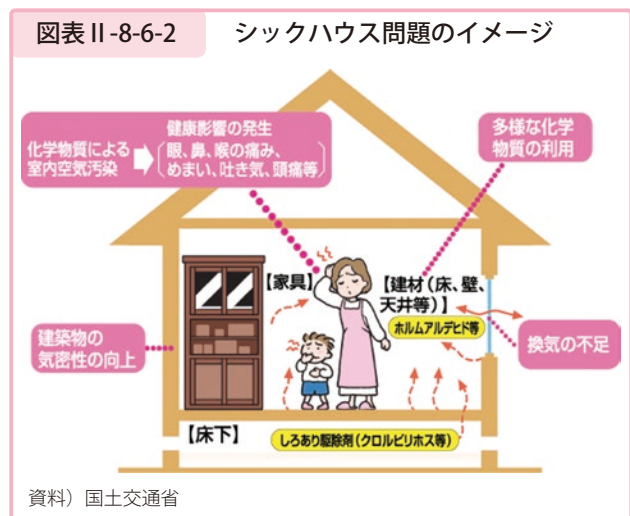 図表Ⅱ-8-6-2 シックハウス問題のイメージ
化学物質による
室内空気汚染
健康影響の発生
眼、鼻、喉の痛み、
めまい、吐き気、頭痛等
多様な化学
物質の利用
【家具】
【建材（床、壁、
天井等）】
ホルムアルデヒド等
建築物の
気密性の向上
換気の不足
【床下】
しろあり駆除剤（クロルピリホス等）
資料）国土交通省